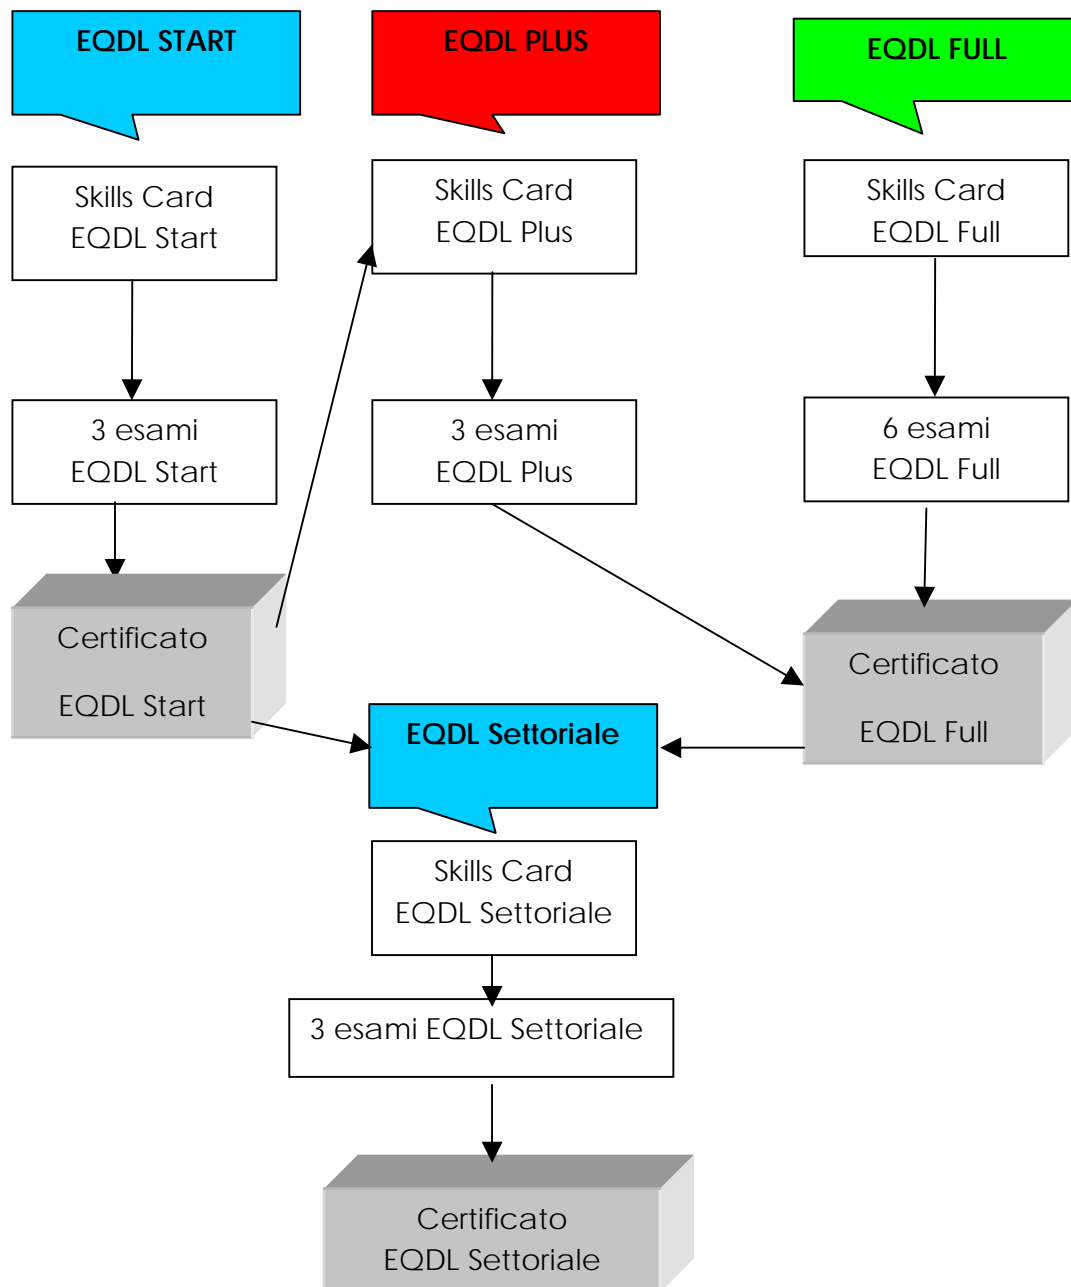 EQDL START
EQDL PLUS
EQDL FULL
Skills Card
EQDL Start
Skills Card
EQDL Plus
Skills Card
EQDL Full
3 esami
EQDL Start
3 esami
EQDL Plus
6 esami
EQDL Full
Certificato
EQDL Start
Certificato
EQDL Full
EQDL Settoriale
Skills Card
EQDL Settoriale
3 esami EQDL Settoriale
Certificato
EQDL Settoriale